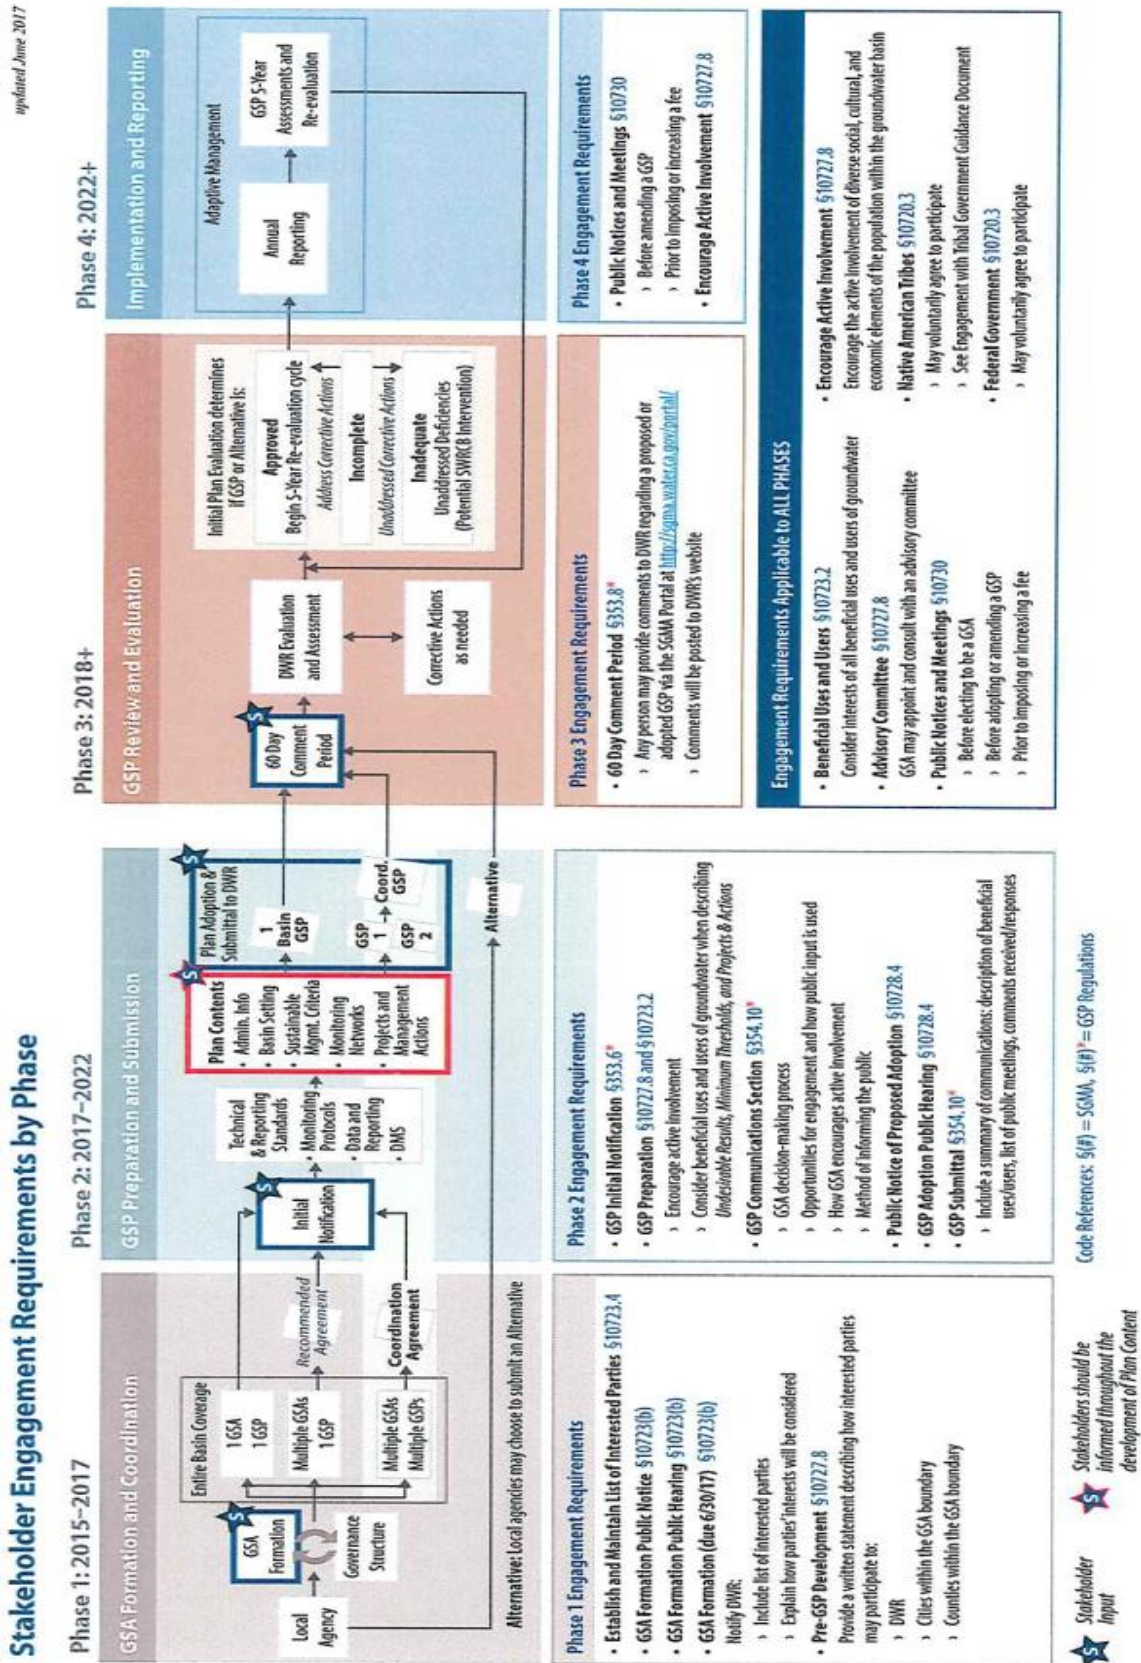 updated June 2017
Stakeholder Engagement Requirements by Phase
Phase 1: 2015–2017
GSA Formation and Coordination
Local
Agency
GSA
Formation
Governance
Structure
Entire Basin Coverage
1 GSA
1 GSP
Multiple GSAs
1 GSP
Multiple GSAs
Multiple GSPs
Recommended
Agreement
Coordination
Agreement
Alternative: Local agencies may choose to submit an Alternative
Phase 2: 2017–2022
GSP Preparation and Submission
Initial
Notification
Technical
& Reporting
Standards
• Monitoring
Protocols
• Data and
Reporting
• DMS
Plan Contents
• Admin. Info
• Basin Setting
• Sustainable
Mgmt. Criteria
• Monitoring
Networks
• Projects and
Management
Actions
Plan Adoption &
Submittal to DWR
1
Basin
GSP
GSP
1
GSP
2
Coord.
GSP
Alternative
Phase 3: 2018+
GSP Review and Evaluation
60 Day
Comment
Period
DWR Evaluation
and Assessment
Corrective Actions
as needed
Initial Plan Evaluation determines
if GSP or Alternative is:
Approved
Begin 5-Year Re-evaluation cycle
Address Corrective Actions
Incomplete
Unaddressed Corrective Actions
Inadequate
Unaddressed Deficiencies
(Potential SWRCB Intervention)
Phase 4: 2022+
Implementation and Reporting
Adaptive Management
Annual
Reporting
GSP 5-Year
Assessments and
Re-evaluation
Phase 1 Engagement Requirements
• Establish and Maintain List of Interested Parties §10723.4
• GSA Formation Public Notice §10723(b)
• GSA Formation Public Hearing §10723(b)
• GSA Formation (due 6/30/17) §10723(b)
Notify DWR:
› Include list of interested parties
› Explain how parties' interests will be considered
• Pre-GSP Development §10727.8
Provide a written statement describing how interested parties
may participate to:
› DWR
› Cities within the GSA boundary
› Counties within the GSA boundary
Phase 2 Engagement Requirements
• GSP Initial Notification §353.6*
• GSP Preparation §10727.8 and §10723.2
› Encourage active involvement
› Consider beneficial uses and users of groundwater when describing
Undesirable Results, Minimum Thresholds, and Projects & Actions
• GSP Communications Section §354.10*
› GSA decision-making process
› Opportunities for engagement and how public input is used
› How GSA encourages active involvement
› Method of informing the public
• Public Notice of Proposed Adoption §10728.4
• GSP Adoption Public Hearing §10728.4
• GSP Submittal §354.10*
› Include a summary of communications: description of beneficial
uses/users, list of public meetings, comments received/responses
Phase 3 Engagement Requirements
• 60 Day Comment Period §353.8*
› Any person may provide comments to DWR regarding a proposed or
adopted GSP via the SGMA Portal at http://sgma.water.ca.gov/portal/
› Comments will be posted to DWR's website
Phase 4 Engagement Requirements
• Public Notices and Meetings §10730
› Before amending a GSP
› Prior to imposing or increasing a fee
• Encourage Active Involvement §10727.8
Engagement Requirements Applicable to ALL PHASES
• Beneficial Uses and Users §10723.2
Consider interests of all beneficial uses and users of groundwater
• Advisory Committee §10727.8
GSA may appoint and consult with an advisory committee
• Public Notices and Meetings §10730
› Before electing to be a GSA
› Before adopting or amending a GSP
› Prior to imposing or increasing a fee
• Encourage Active Involvement §10727.8
Encourage the active involvement of diverse social, cultural, and
economic elements of the population within the groundwater basin
• Native American Tribes §10720.3
› May voluntarily agree to participate
› See Engagement with Tribal Government Guidance Document
• Federal Government §10720.3
› May voluntarily agree to participate
S Stakeholder
Input
S Stakeholders should be
informed throughout the
development of Plan Content
Code References: §(#) = SGMA, §(#)* = GSP Regulations